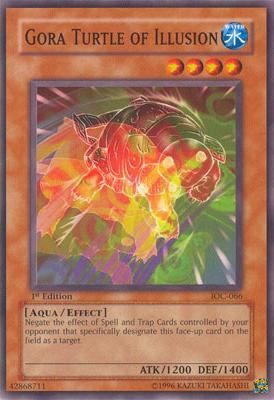 GORA TURTLE OF ILLUSION
WATER
水
1st Edition
IOC-066
[AQUA / EFFECT]
Negate the effect of Spell and Trap Cards controlled by your
opponent that specifically designate this face-up card on the
field as a target.
ATK/1200 DEF/1400
42868711
©1996 KAZUKI TAKAHASHI